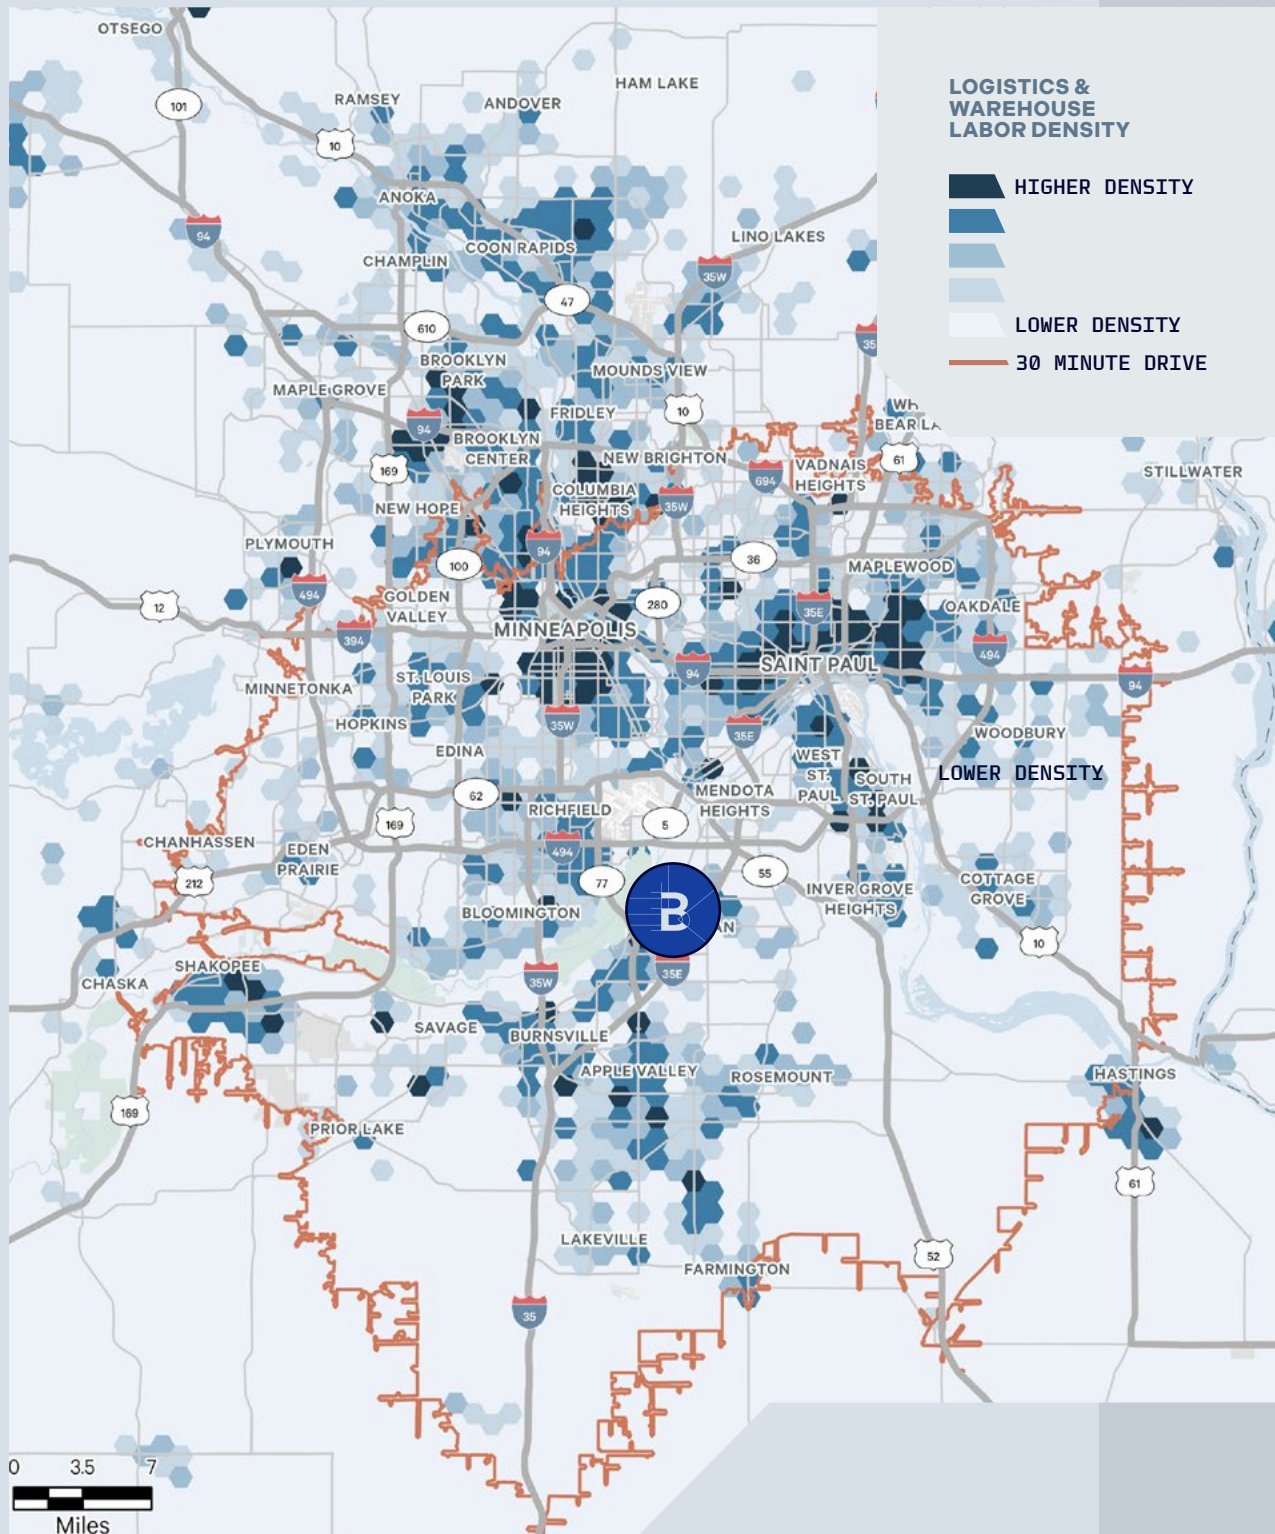 OTSEGO
HAM LAKE
RAMSEY
ANDOVER
101
10
ANOKA
94
COON RAPIDS
LINO LAKES
CHAMPLIN
35W
47
610
35
BROOKLYN
PARK
MOUNDS VIEW
MAPLE GROVE
10
FRIDLEY
94
BROOKLYN
CENTER
BEAR LA
NEW BRIGHTON
61
169
694
VADNAIS
HEIGHTS
STILLWATER
COLUMBIA
HEIGHTS
35W
NEW HOPE
PLYMOUTH
94
36
100
MAPLEWOOD
494
12
GOLDEN
VALLEY
280
35E
OAKDALE
MINNEAPOLIS
394
494
SAINT PAUL
94
94
ST. LOUIS
PARK
MINNETONKA
HOPKINS
35W
35E
WOODBURY
EDINA
WEST
ST.
PAUL
LOWER DENSITY
SOUTH
ST. PAUL
MENDOTA
HEIGHTS
62
RICHFIELD
169
5
CHANHASSEN
EDEN
PRAIRIE
494
212
77
55
COTTAGE
GROVE
INVER GROVE
HEIGHTS
BLOOMINGTON
B
AN
10
SHAKOPEE
CHASKA
35W
35E
SAVAGE
BURNSVILLE
APPLE VALLEY
ROSEMOUNT
HASTINGS
169
PRIOR LAKE
61
LAKEVILLE
52
FARMINGTON
35
0 3.5 7
Miles
LOGISTICS &
WAREHOUSE
LABOR DENSITY
HIGHER DENSITY
LOWER DENSITY
30 MINUTE DRIVE